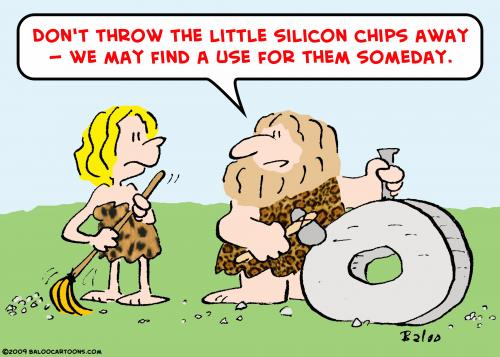 DON'T THROW THE LITTLE SILICON CHIPS AWAY
– WE MAY FIND A USE FOR THEM SOMEDAY.
Baloo
©2009 BALOOCARTOONS.COM